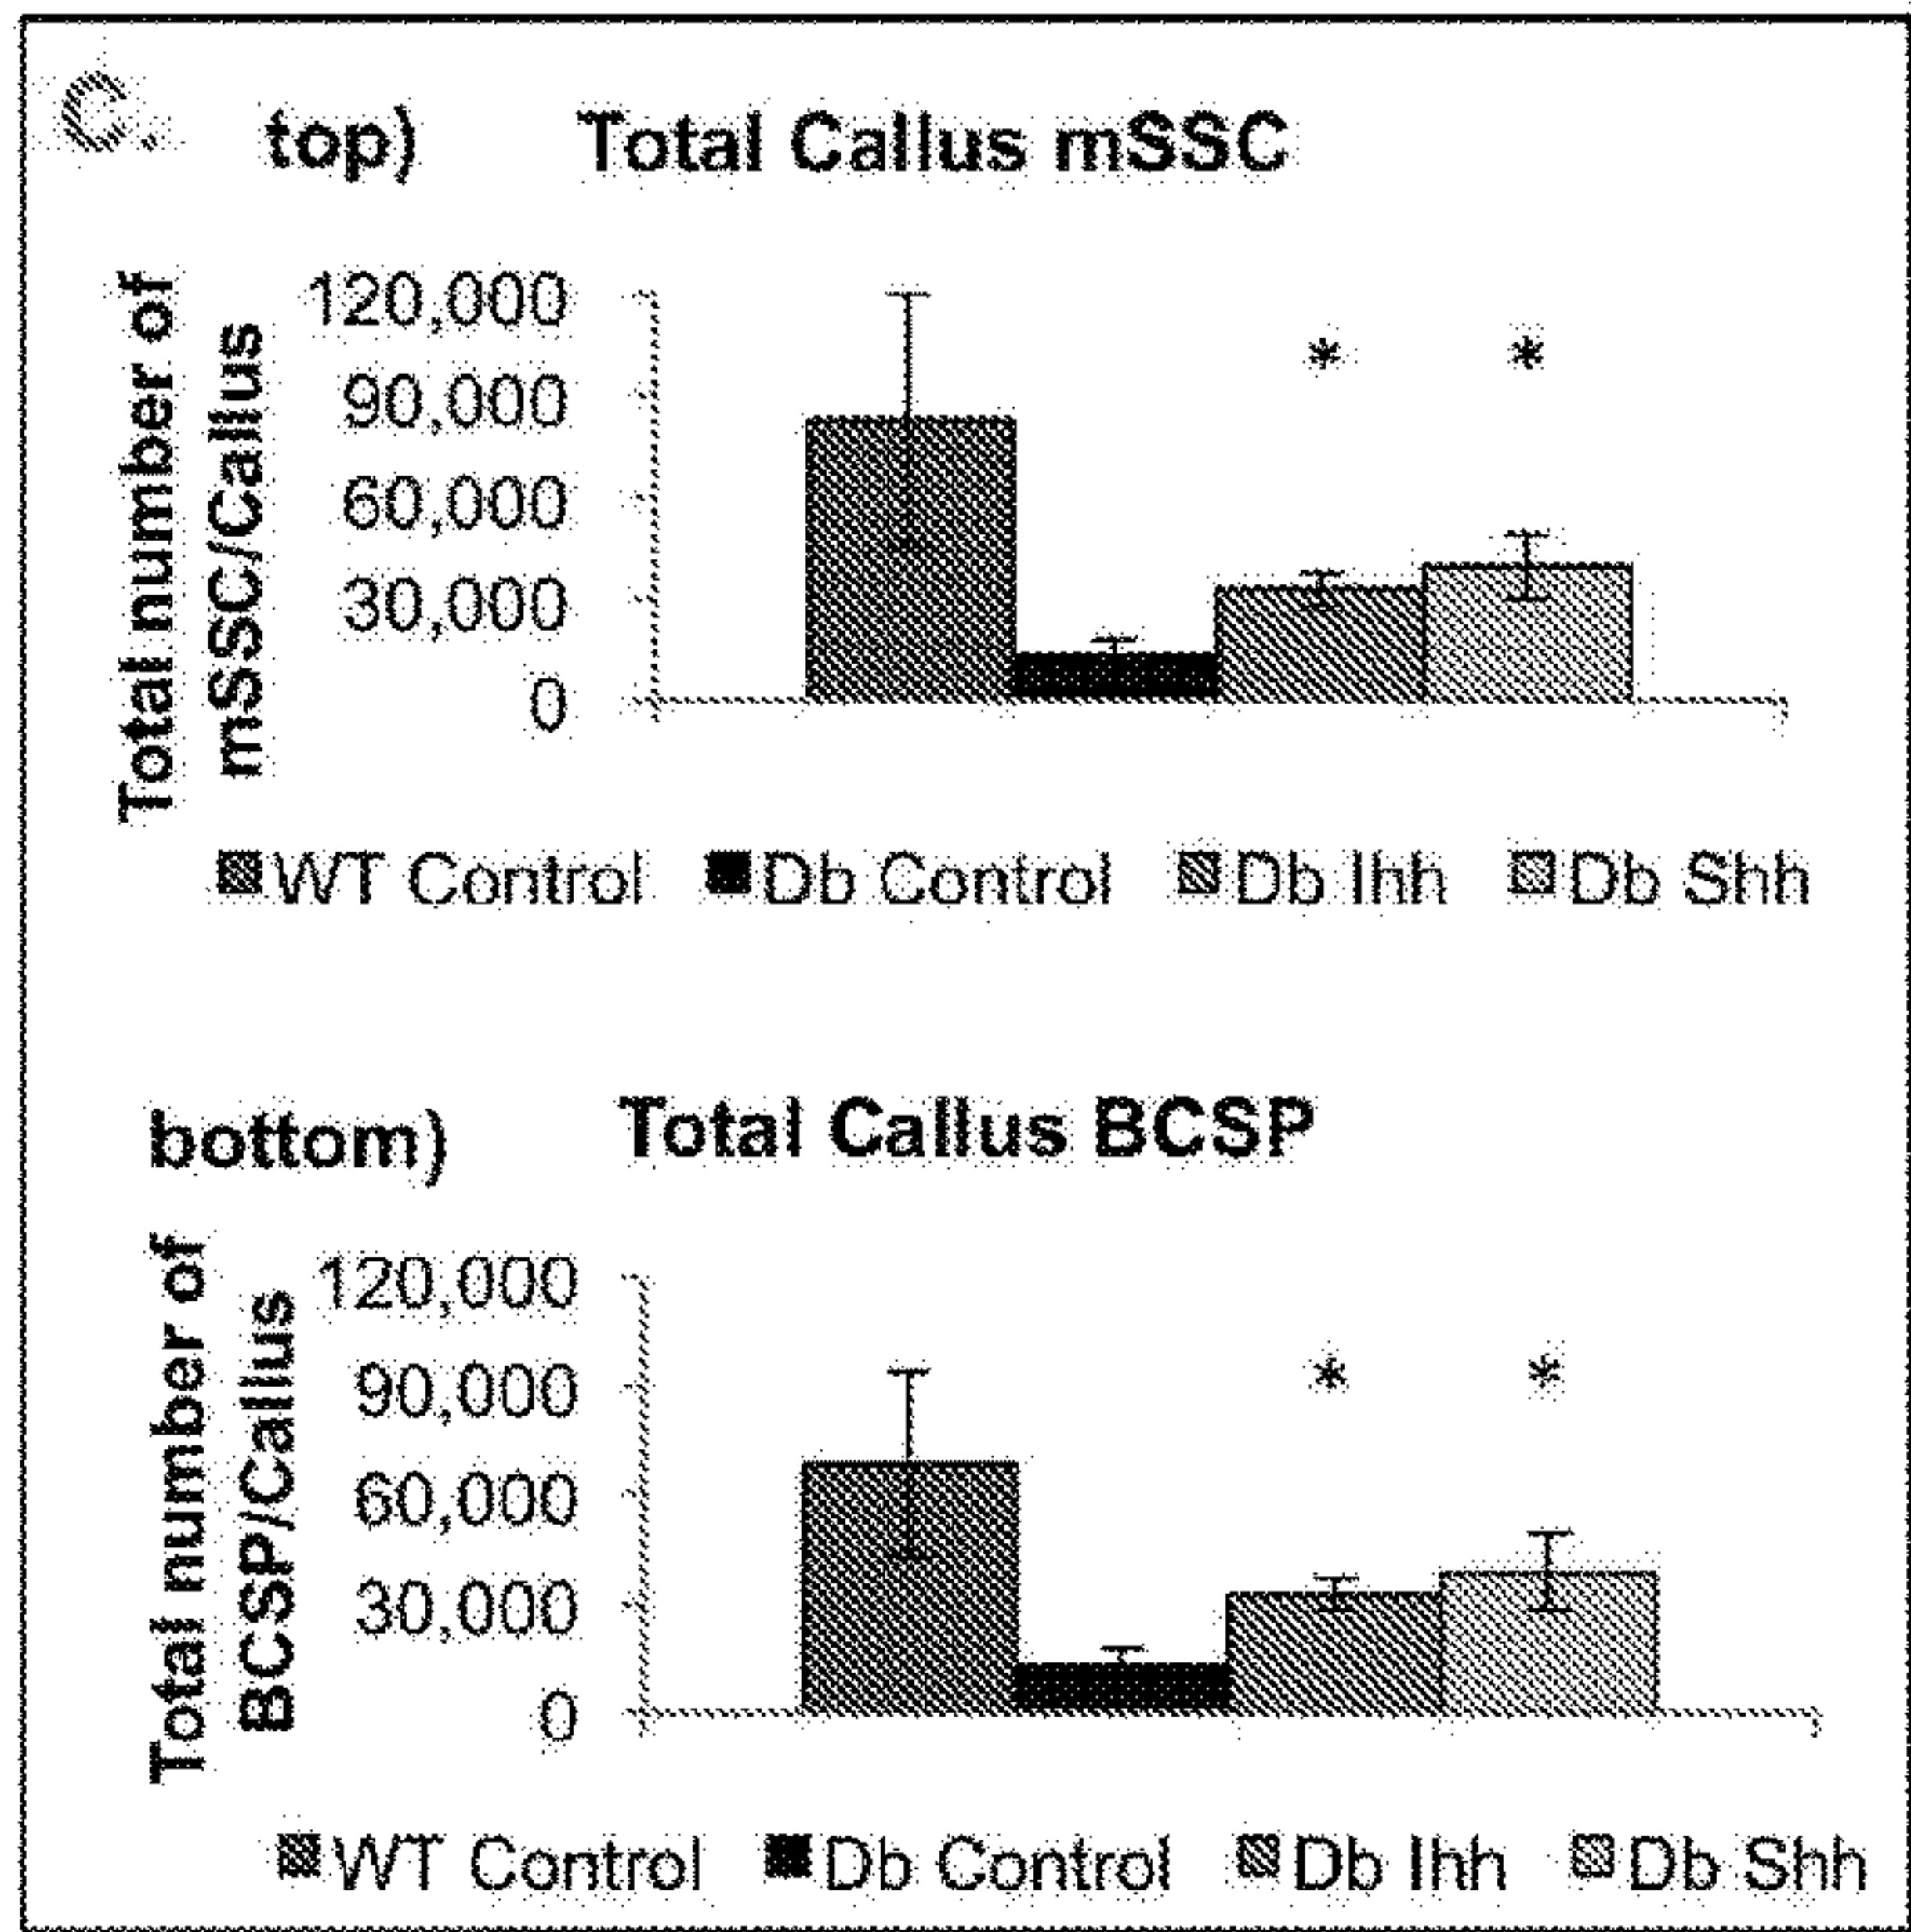 C. top) Total Callus mSSC
Total number of
mSSC/Callus
120,000
90,000
60,000
30,000
0
* *
WT Control Db Control Db Ihh Db Shh
bottom) Total Callus BCSP
Total number of
BCSP/Callus
120,000
90,000
60,000
30,000
0
* *
WT Control Db Control Db Ihh Db Shh